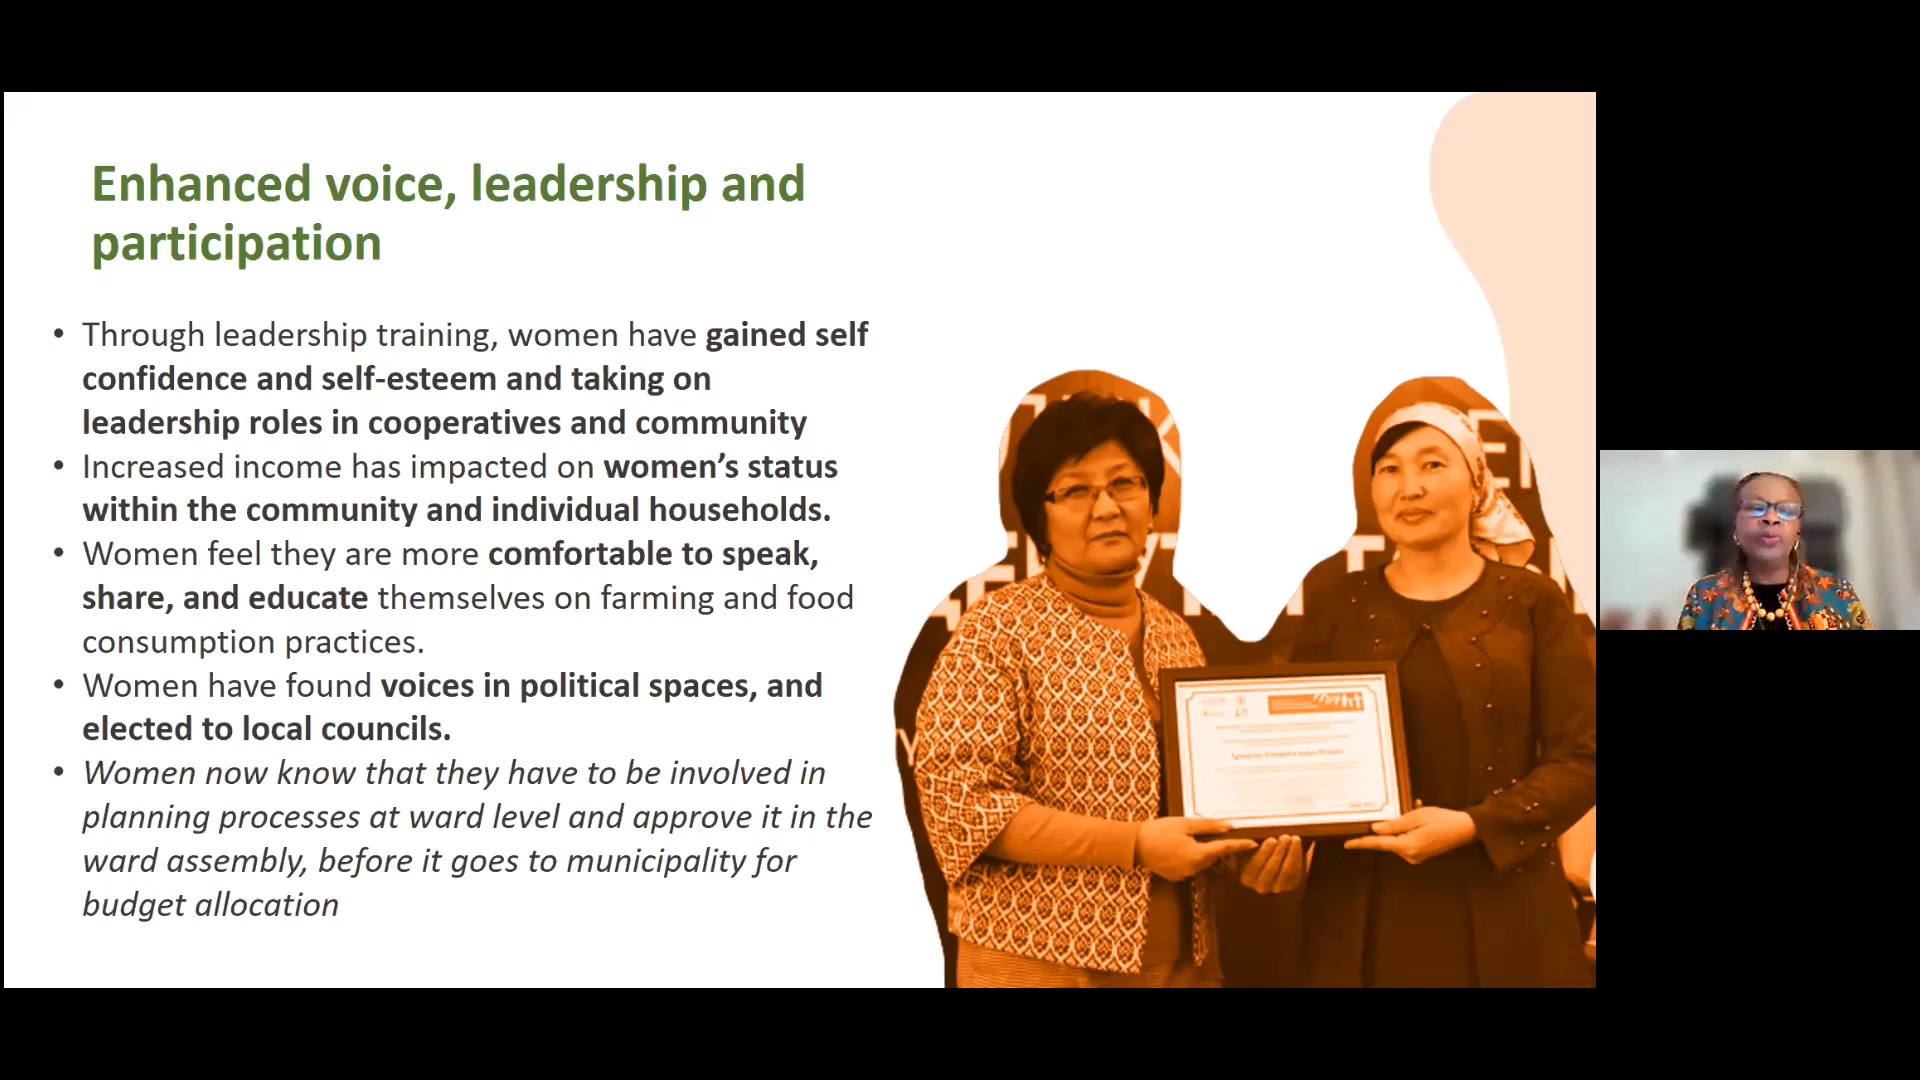 Enhanced voice, leadership and
participation
• Through leadership training, women have gained self
confidence and self-esteem and taking on
leadership roles in cooperatives and community
• Increased income has impacted on women’s status
within the community and individual households.
• Women feel they are more comfortable to speak,
share, and educate themselves on farming and food
consumption practices.
• Women have found voices in political spaces, and
elected to local councils.
• Women now know that they have to be involved in
planning processes at ward level and approve it in the
ward assembly, before it goes to municipality for
budget allocation